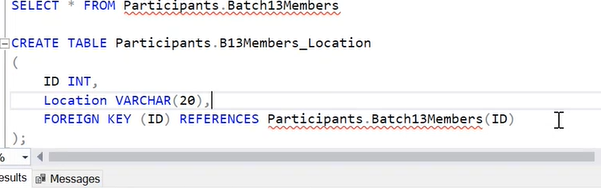 SELECT * FROM Participants.Batch13Members
CREATE TABLE Participants.B13Members_Location
(
ID INT,
Location VARCHAR(20),
FOREIGN KEY (ID) REFERENCES Participants.Batch13Members(ID)
);
%
esults Messages